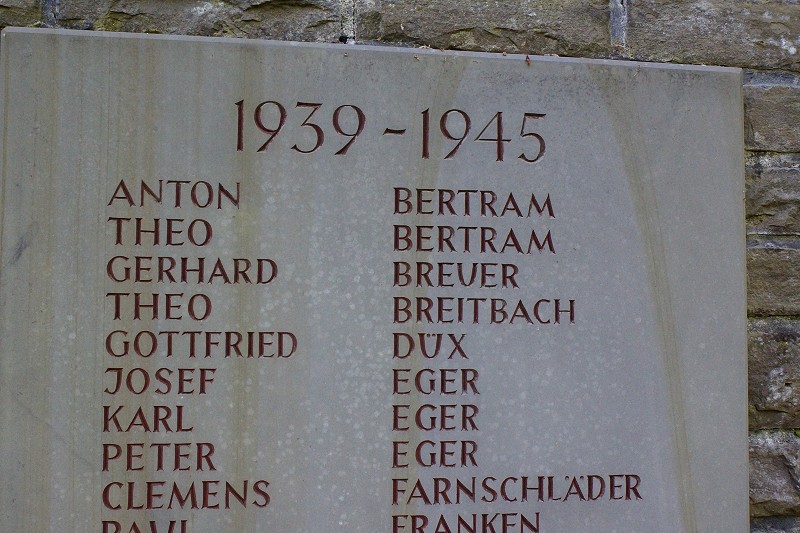 1939-1945
ANTON BERTRAM
THEO BERTRAM
GERHARD BREUER
THEO BREITBACH
GOTTFRIED DÜX
JOSEF EGER
KARL EGER
PETER EGER
CLEMENS FARNSCHLÄDER
PAUL FRANKEN